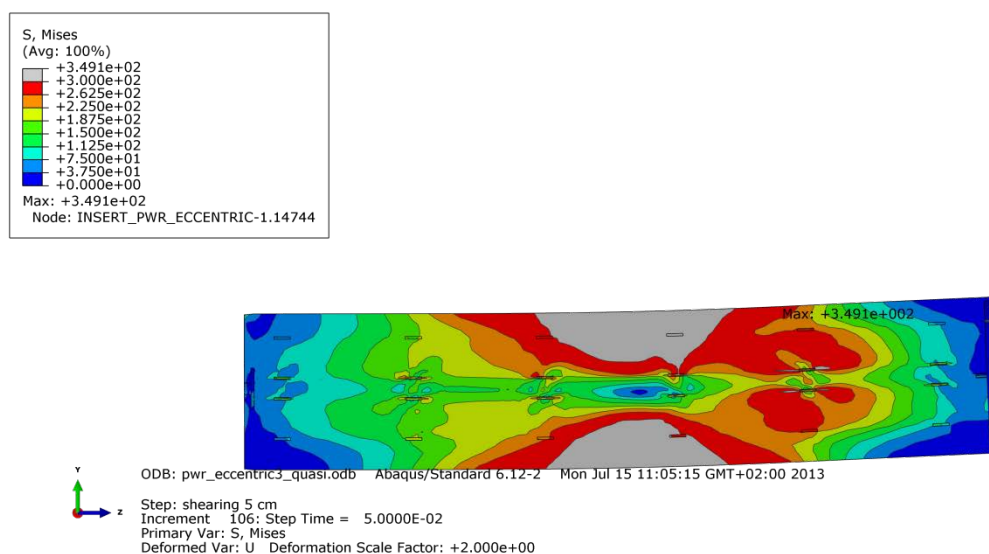 S, Mises
(Avg: 100%)
+3.491e+02
+3.000e+02
+2.625e+02
+2.250e+02
+1.875e+02
+1.500e+02
+1.125e+02
+7.500e+01
+3.750e+01
+0.000e+00
Max: +3.491e+02
Node: INSERT_PWR_ECCENTRIC-1.14744
Max: +3.491e+002
ODB: pwr_eccentric3_quasi.odb Abaqus/Standard 6.12-2 Mon Jul 15 11:05:15 GMT+02:00 2013
Y
Z
Step: shearing 5 cm
Increment 106: Step Time = 5.0000E-02
Primary Var: S, Mises
Deformed Var: U Deformation Scale Factor: +2.000e+00